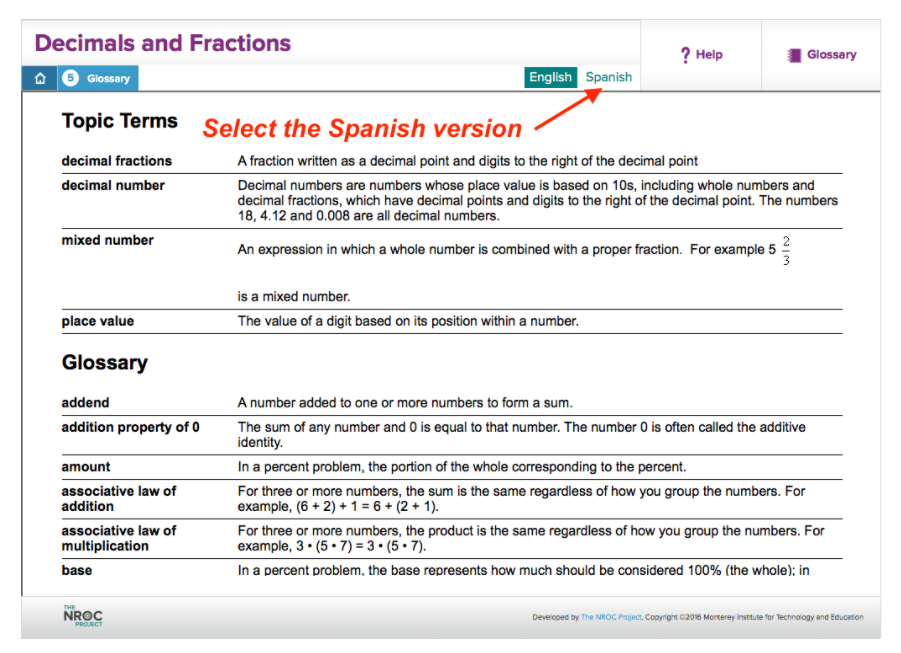 Decimals and Fractions
? Help
Glossary
5 Glossary
English Spanish
Topic Terms
Select the Spanish version
decimal fractions A fraction written as a decimal point and digits to the right of the decimal point
decimal number Decimal numbers are numbers whose place value is based on 10s, including whole numbers and
decimal fractions, which have decimal points and digits to the right of the decimal point. The numbers
18, 4.12 and 0.008 are all decimal numbers.
mixed number An expression in which a whole number is combined with a proper fraction. For example 5 2/3
is a mixed number.
place value The value of a digit based on its position within a number.
Glossary
addend A number added to one or more numbers to form a sum.
addition property of 0 The sum of any number and 0 is equal to that number. The number 0 is often called the additive
identity.
amount In a percent problem, the portion of the whole corresponding to the percent.
associative law of For three or more numbers, the sum is the same regardless of how you group the numbers. For
addition example, (6 + 2) + 1 = 6 + (2 + 1).
associative law of For three or more numbers, the product is the same regardless of how you group the numbers. For
multiplication example, 3 • (5 • 7) = 3 • (5 • 7).
base In a percent problem, the base represents how much should be considered 100% (the whole); in
THE
NROC
PROJECT
Developed by The NROC Project. Copyright ©2016 Monterey Institute for Technology and Education